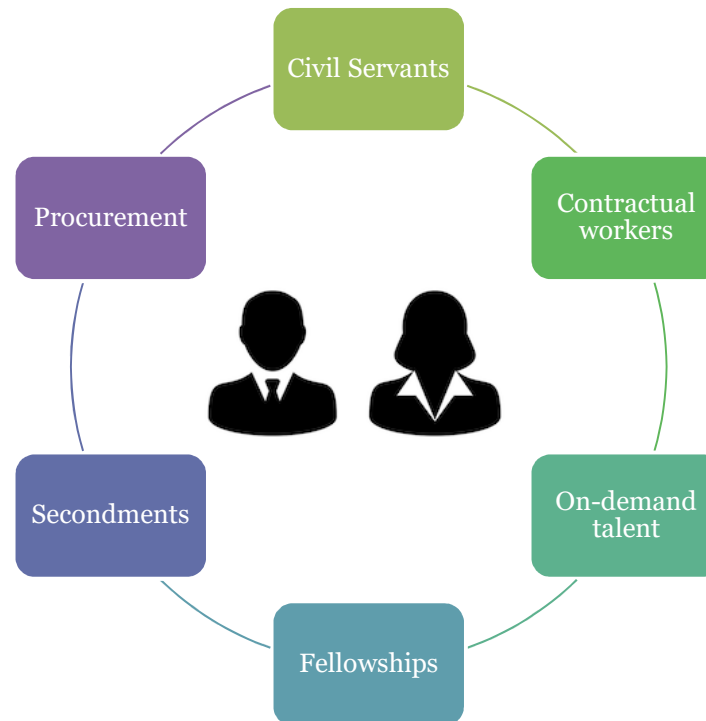 Civil Servants
Contractual
workers
On-demand
talent
Fellowships
Secondments
Procurement